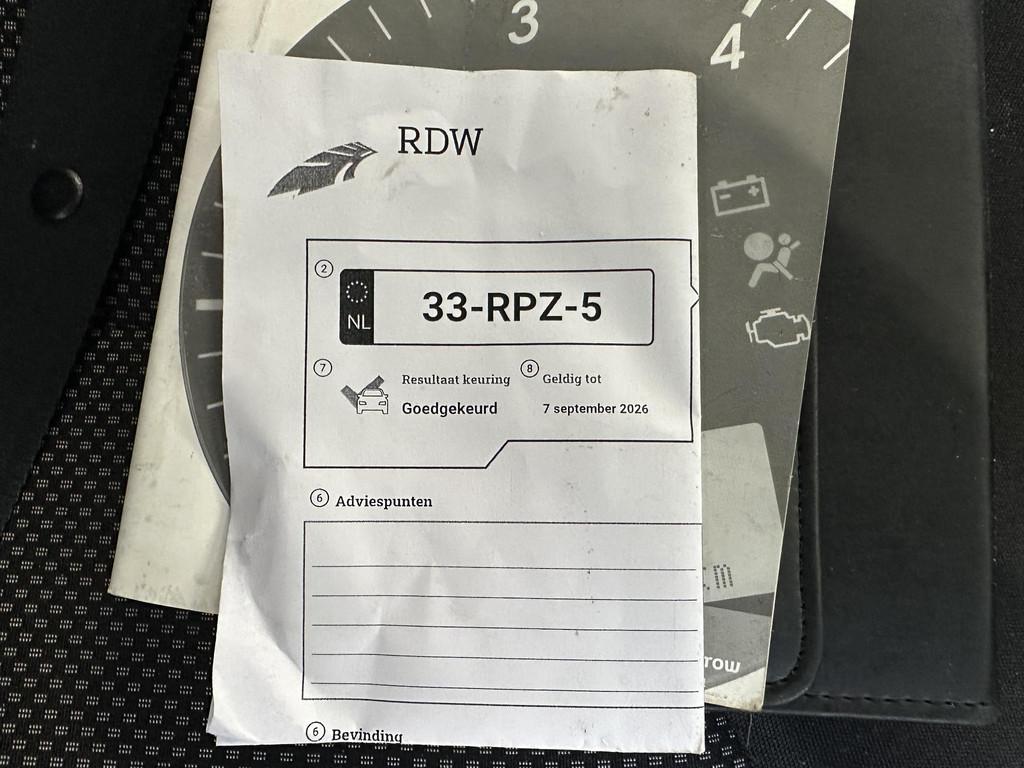 3
4
RDW
2
NL
33-RPZ-5
7
Resultaat keuring
8
Geldig tot
Goedgekeurd
7 september 2026
6 Adviespunten
row
6 Bevinding